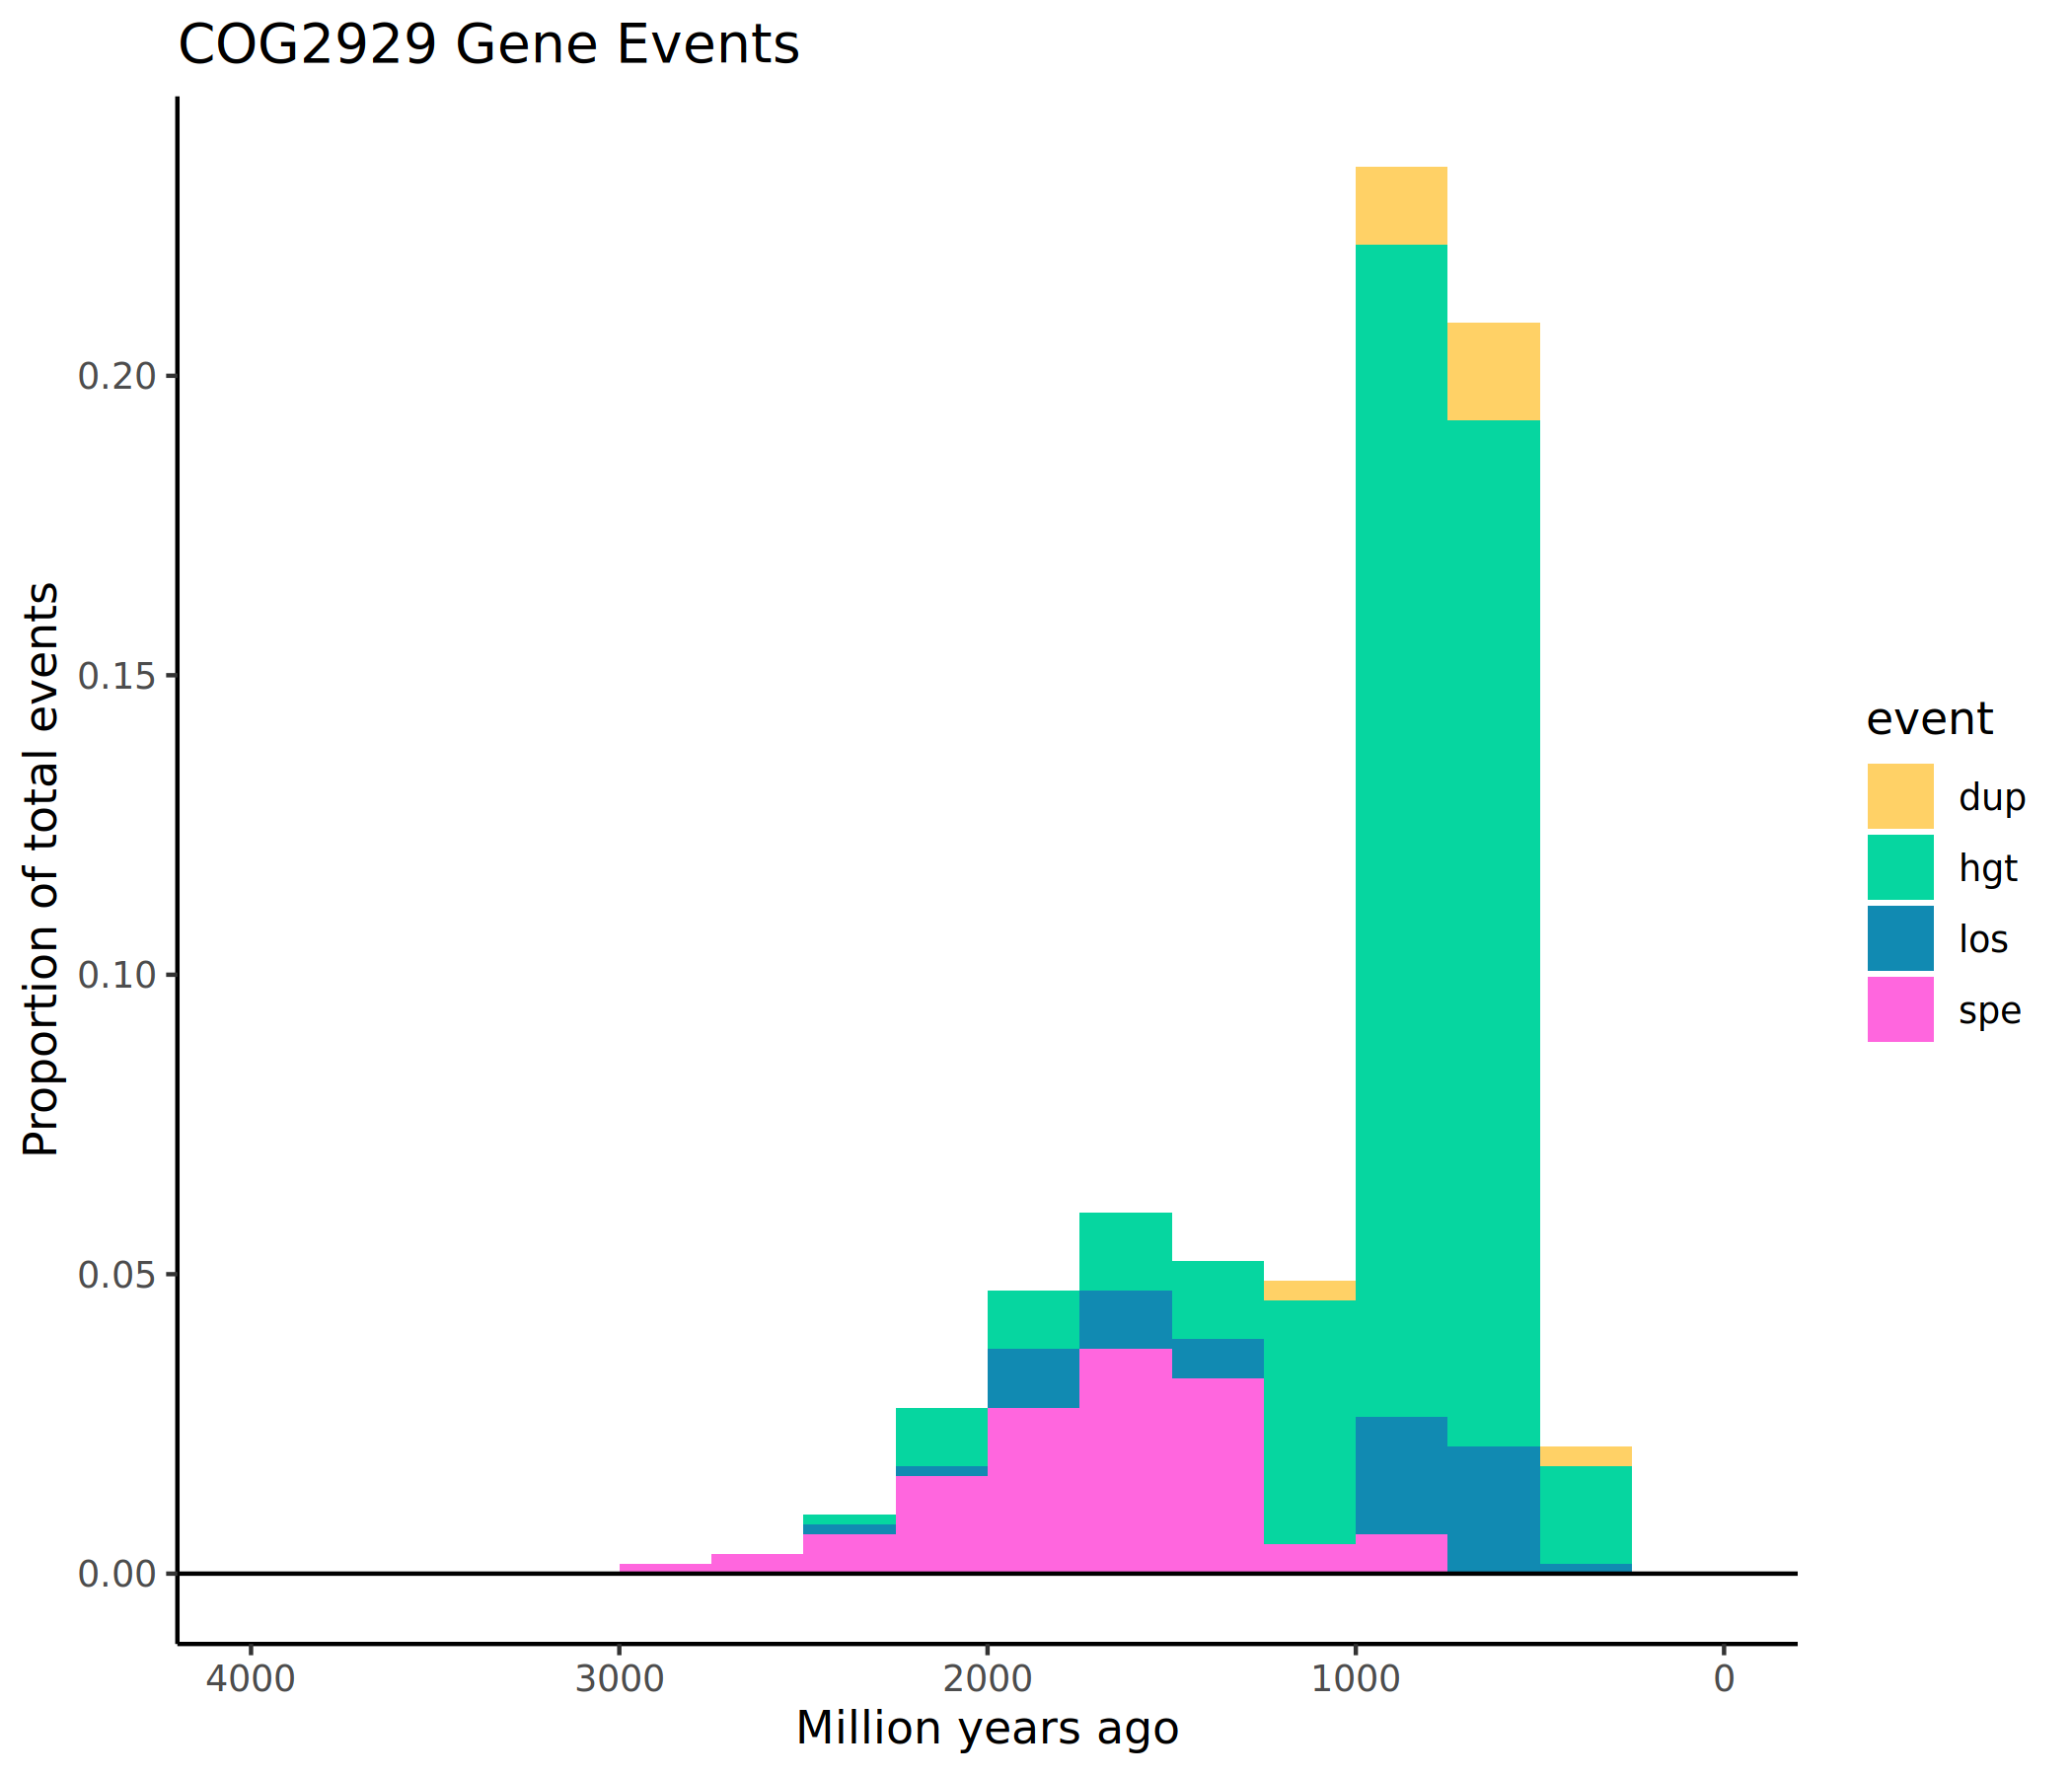 COG2929 Gene Events
Proportion of total events
0.20
0.15
0.10
0.05
0.00
4000 3000 2000 1000 0
Million years ago
event
dup
hgt
los
spe